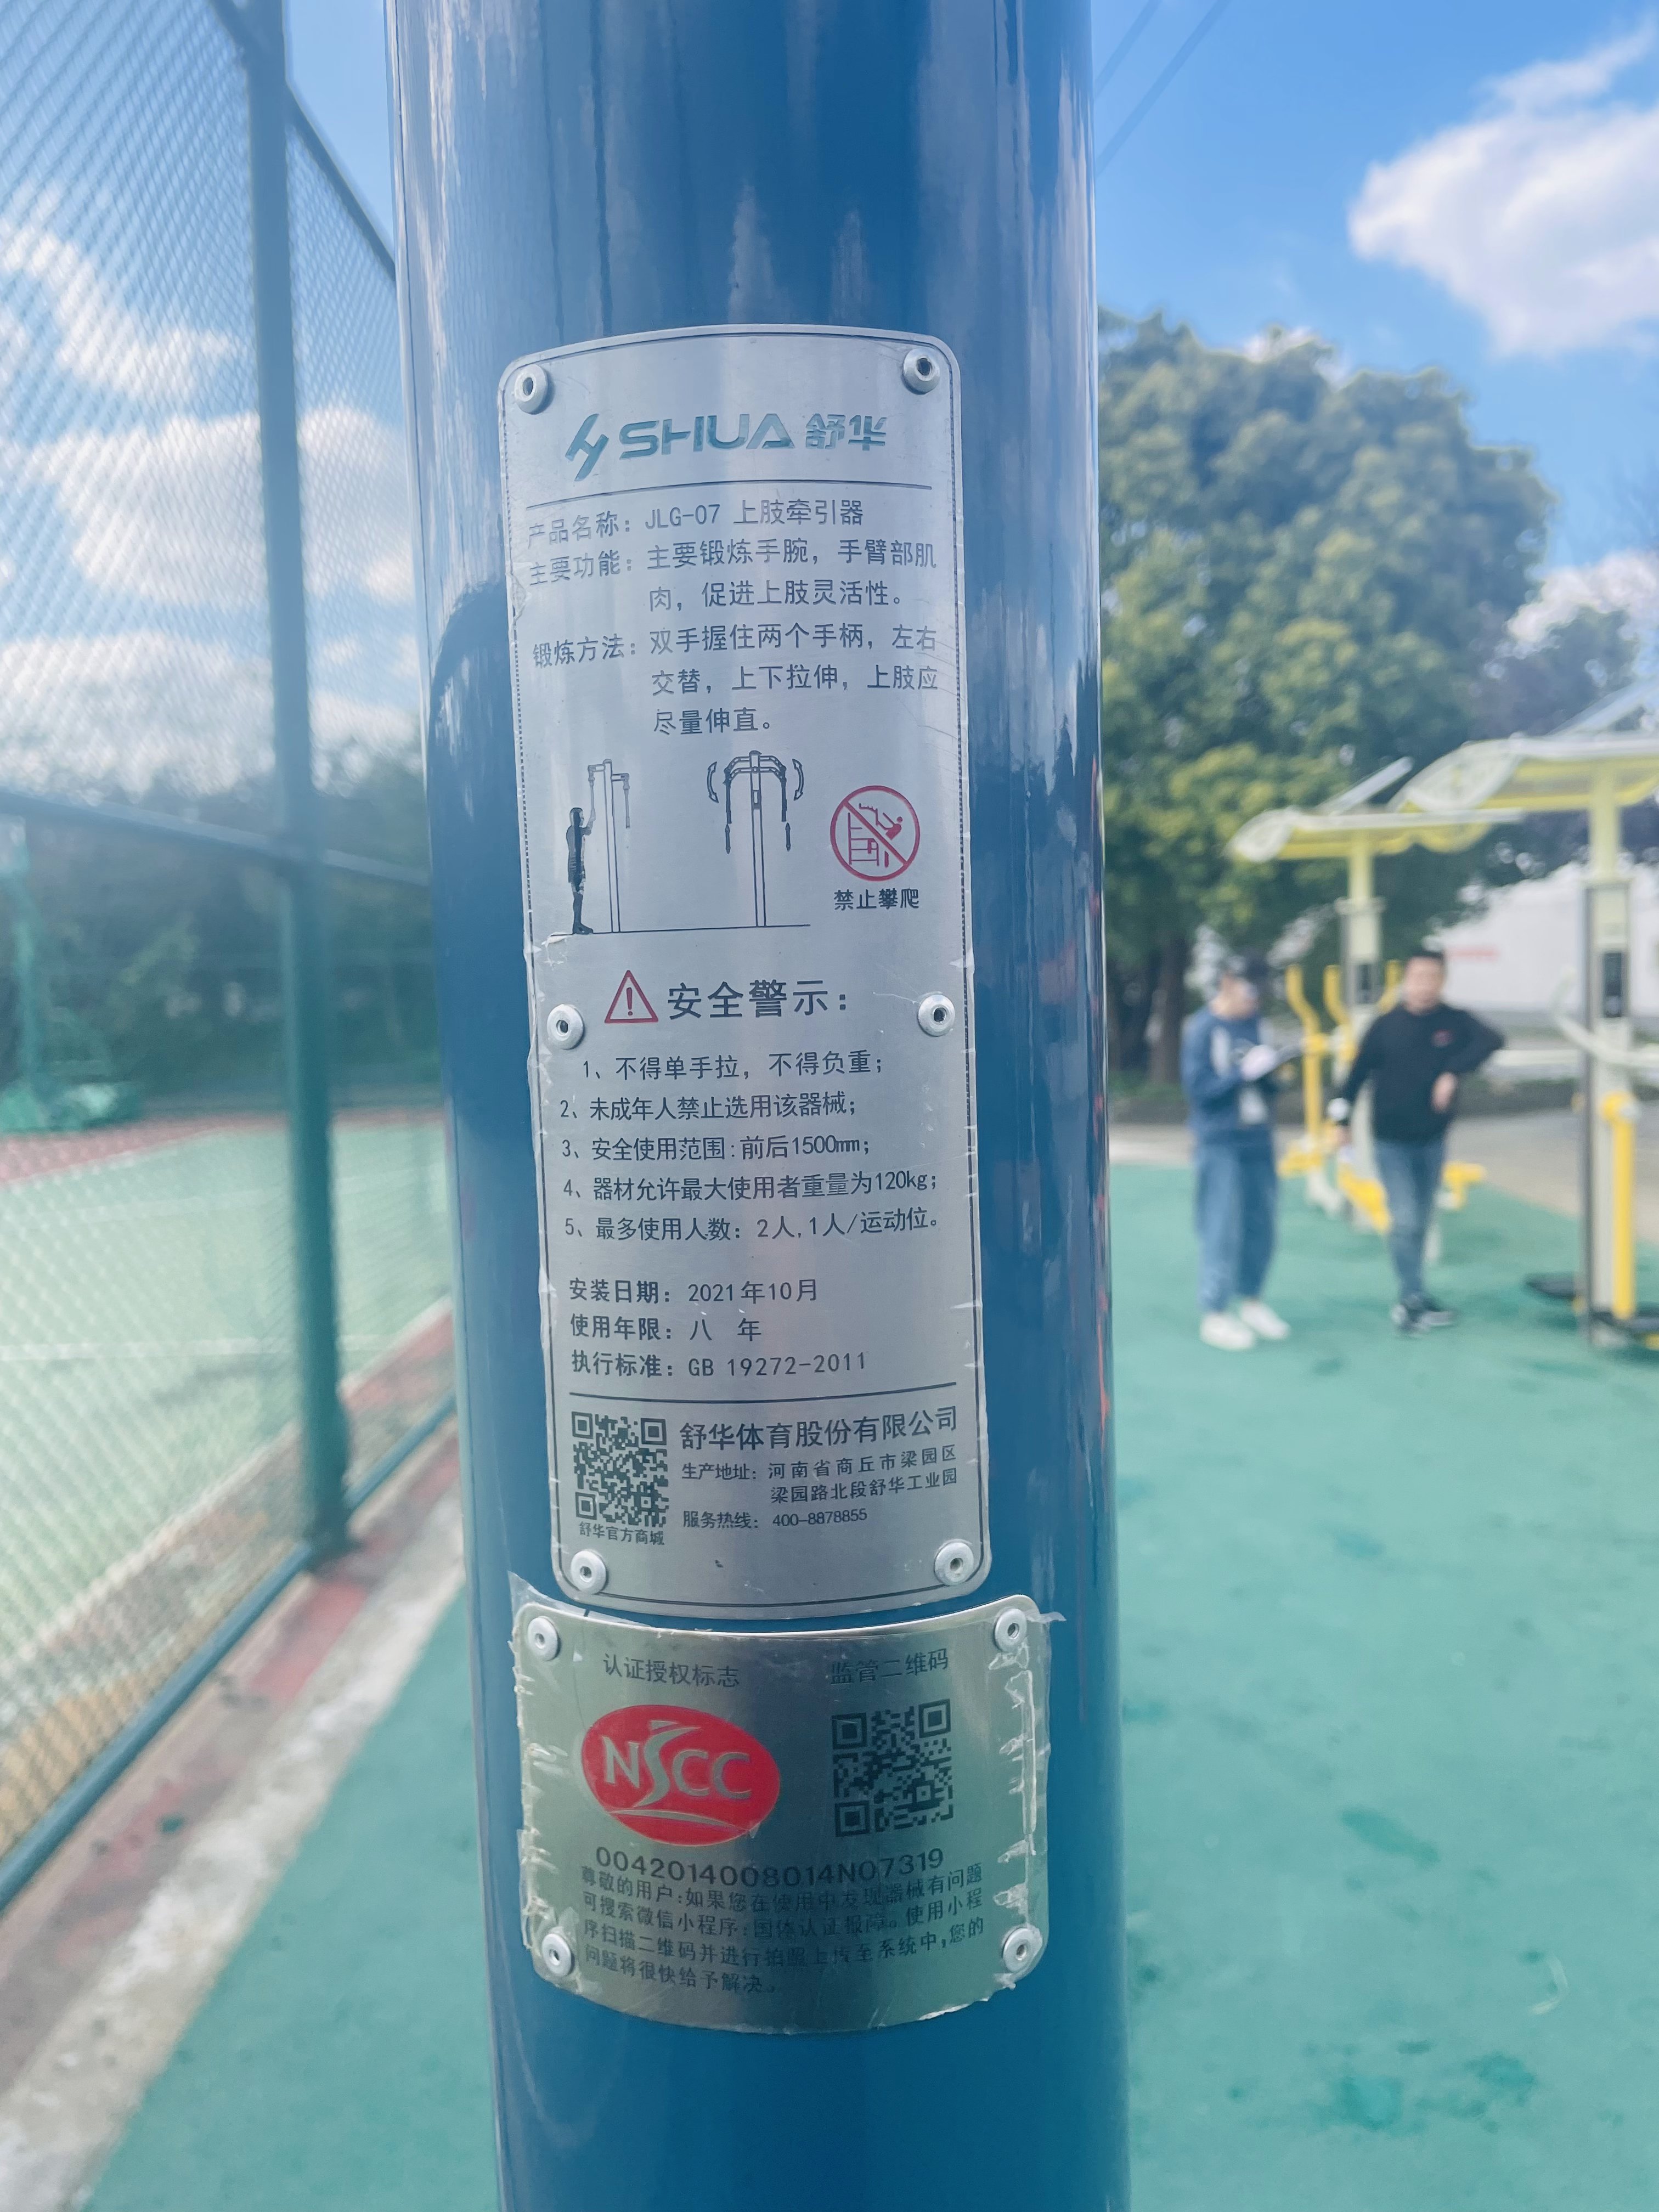 SHUA 舒华
产品名称：JLG-07 上肢牵引器
主要功能：主要锻炼手腕，手臂部肌
肉，促进上肢灵活性。
锻炼方法：双手握住两个手柄，左右
交替，上下拉伸，上肢应
尽量伸直。
禁止攀爬
安全警示：
1、不得单手拉，不得负重；
2、未成年人禁止选用该器械；
3、安全使用范围:前后1500mm；
4、器材允许最大使用者重量为120kg；
5、最多使用人数：2人,1人/运动位。
安装日期：2021年10月
使用年限：八 年
执行标准：GB 19272-2011
舒华体育股份有限公司
生产地址：河南省商丘市梁园区
梁园路北段舒华工业园
服务热线：400-8878855
舒华官方商城
认证授权标志 监管二维码
NSCC
0042014008014N07319
尊敬的用户:如果您在使用中发现器械有问题
可搜索微信小程序:国体认证报障。使用小程
序扫描二维码并进行拍照上传至系统中,您的
问题将很快给予解决。